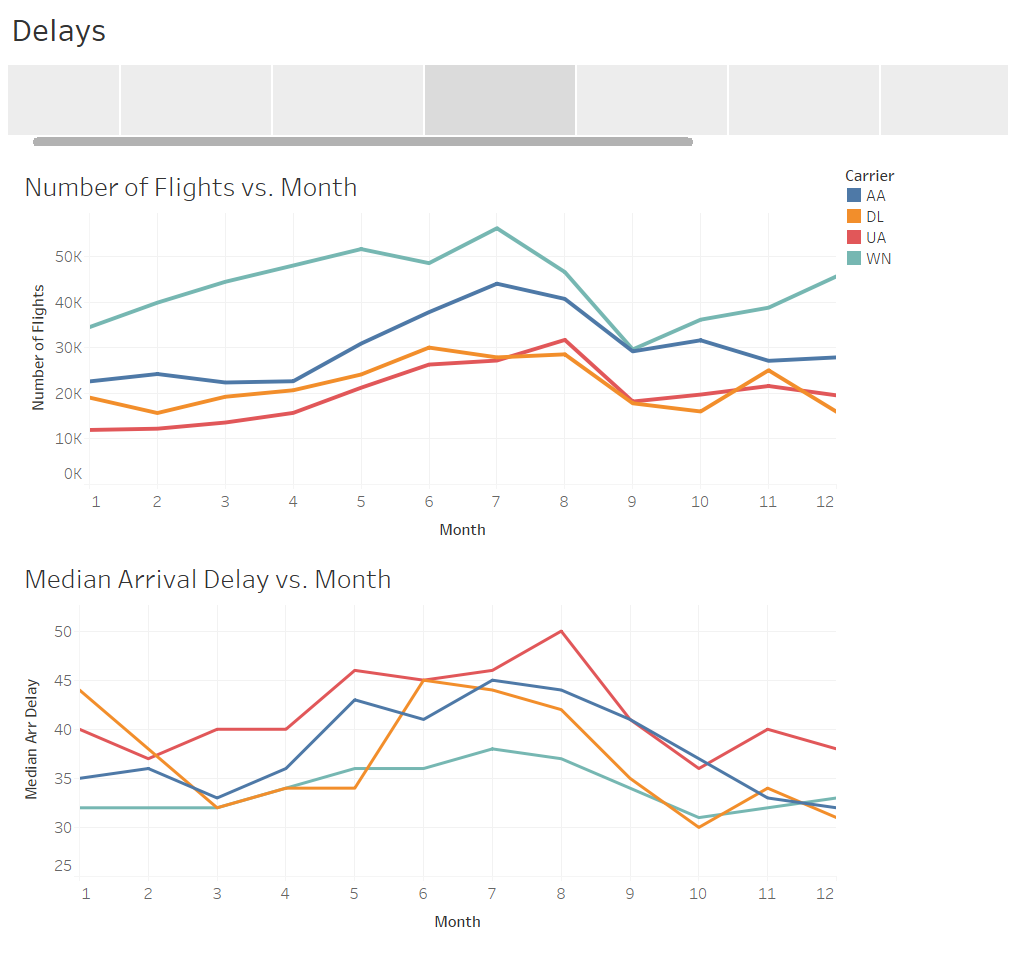 Delays
Number of Flights vs. Month
Carrier
AA
DL
UA
WN
Number of Flights
50K
40K
30K
20K
10K
0K
1 2 3 4 5 6 7 8 9 10 11 12
Month
Median Arrival Delay vs. Month
Median Arr Delay
50
45
40
35
30
25
1 2 3 4 5 6 7 8 9 10 11 12
Month